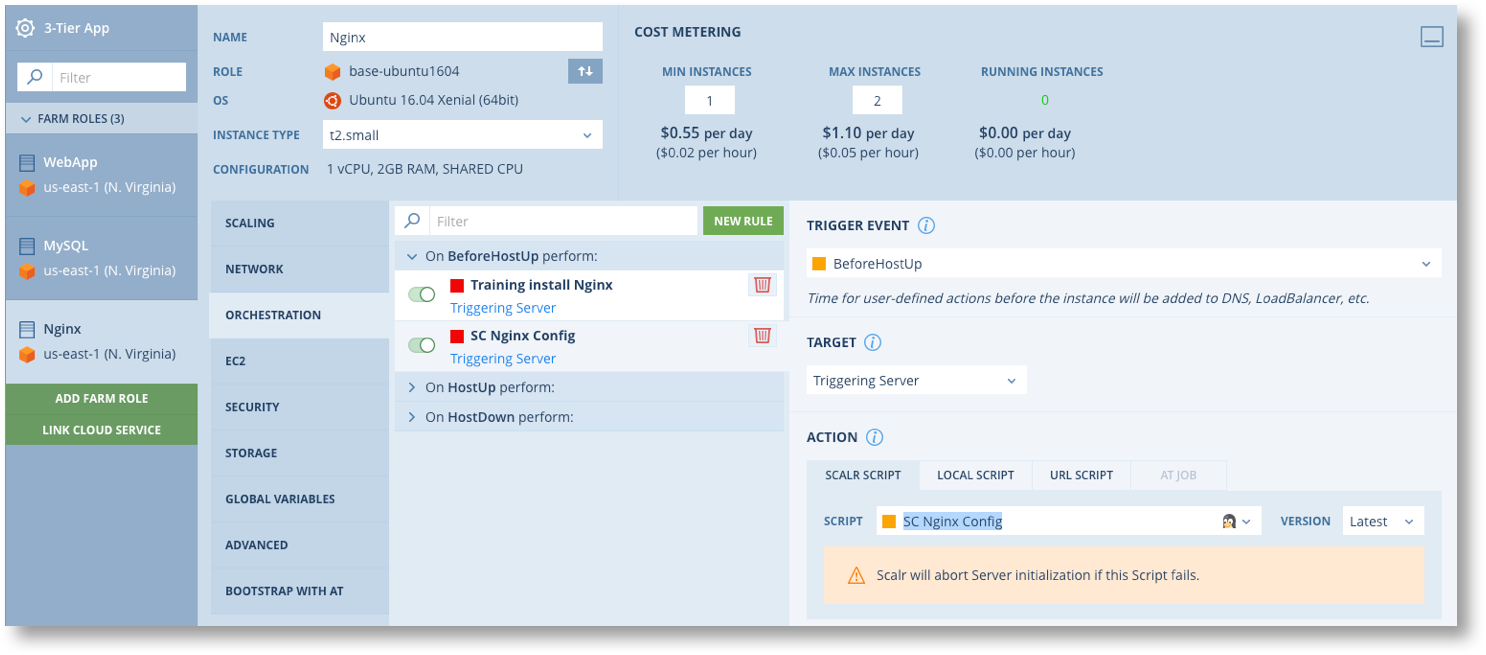 3-Tier App
Filter
FARM ROLES (3)
WebApp
us-east-1 (N. Virginia)
MySQL
us-east-1 (N. Virginia)
Nginx
us-east-1 (N. Virginia)
ADD FARM ROLE
LINK CLOUD SERVICE
NAME Nginx
ROLE base-ubuntu1604
OS Ubuntu 16.04 Xenial (64bit)
INSTANCE TYPE t2.small
CONFIGURATION 1 vCPU, 2GB RAM, SHARED CPU
COST METERING
MIN INSTANCES MAX INSTANCES RUNNING INSTANCES
1 2 0
$0.55 per day $1.10 per day $0.00 per day
($0.02 per hour) ($0.05 per hour) ($0.00 per hour)
SCALING
NETWORK
ORCHESTRATION
EC2
SECURITY
STORAGE
GLOBAL VARIABLES
ADVANCED
BOOTSTRAP WITH AT
Filter NEW RULE
On BeforeHostUp perform:
Training install Nginx
Triggering Server
SC Nginx Config
Triggering Server
On HostUp perform:
On HostDown perform:
TRIGGER EVENT i
BeforeHostUp
Time for user-defined actions before the instance will be added to DNS, LoadBalancer, etc.
TARGET i
Triggering Server
ACTION i
SCALR SCRIPT LOCAL SCRIPT URL SCRIPT AT JOB
SCRIPT SC Nginx Config VERSION Latest
Scalr will abort Server initialization if this Script fails.